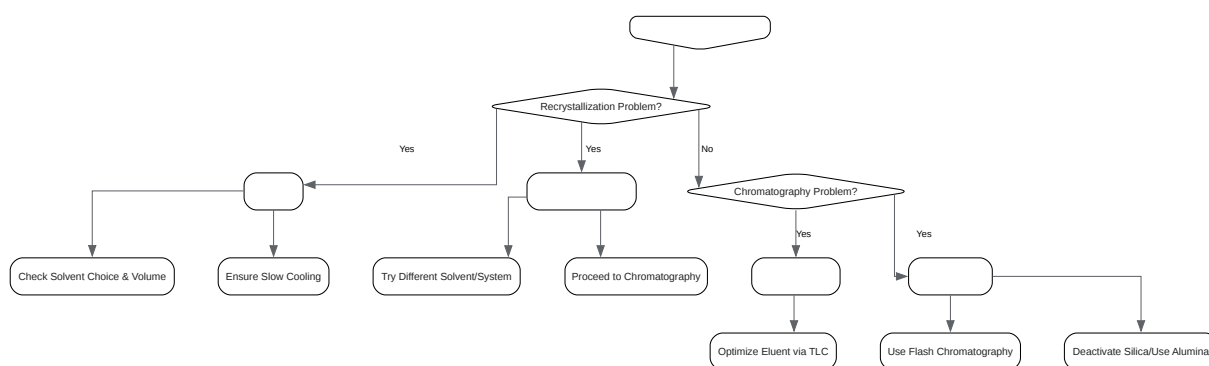 Recrystallization Problem?
Yes
Yes
No
Chromatography Problem?
Yes
Yes
Check Solvent Choice & Volume
Ensure Slow Cooling
Try Different Solvent/System
Proceed to Chromatography
Optimize Eluent via TLC
Use Flash Chromatography
Deactivate Silica/Use Alumina